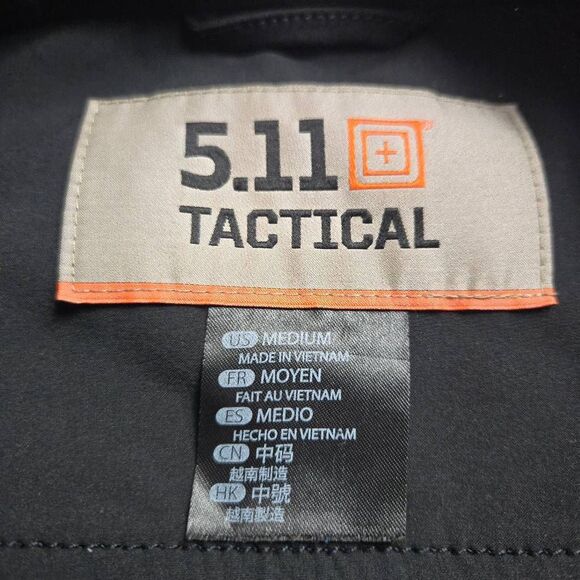 5.11
TACTICAL
US MEDIUM
MADE IN VIETNAM
FR MOYEN
FAIT AU VIETNAM
ES MEDIO
HECHO EN VIETNAM
CN 中码
越南制造
HK 中號
越南製造